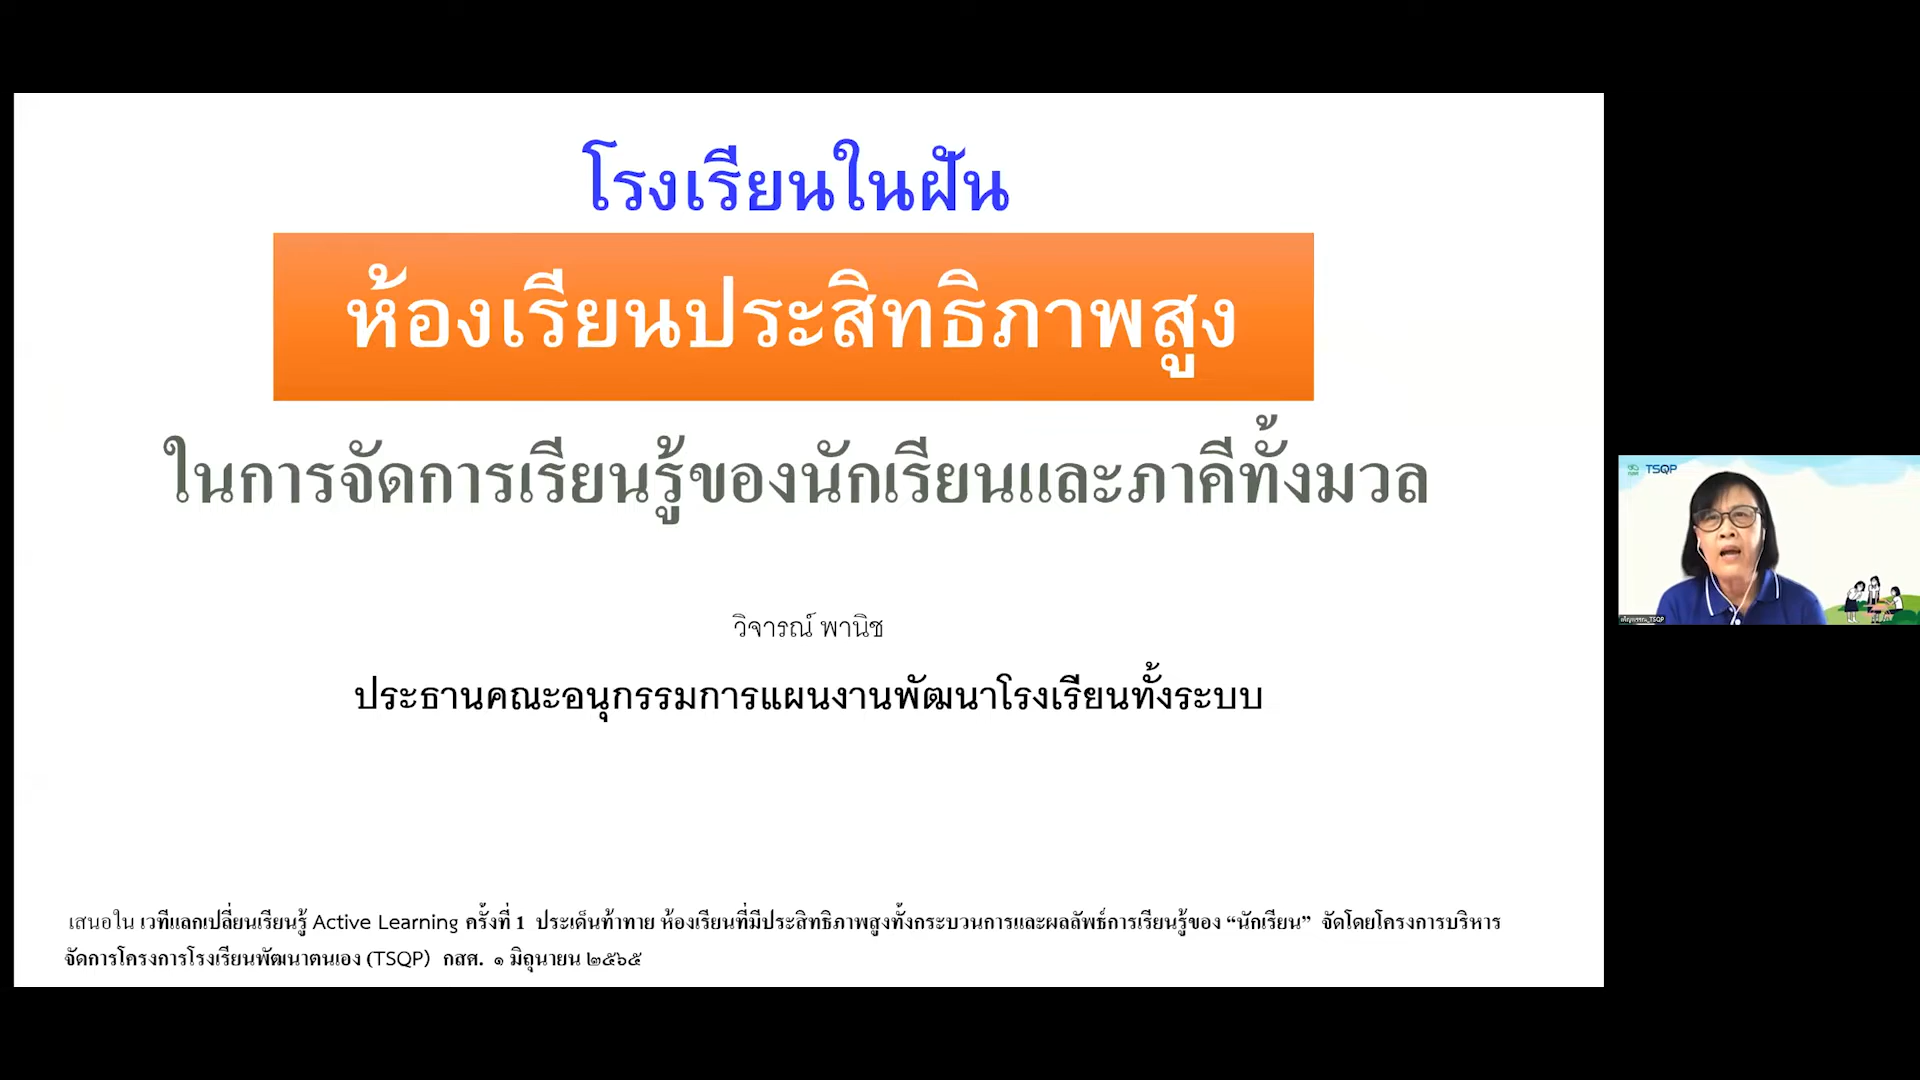 โรงเรียนในฝัน
ห้องเรียนประสิทธิภาพสูง
ในการจัดการเรียนรู้ของนักเรียนและภาคีทั้งมวล
วิจารณ์ พานิช
ประธานคณะอนุกรรมการแผนงานพัฒนาโรงเรียนทั้งระบบ
เสนอใน เวทีแลกเปลี่ยนเรียนรู้ Active Learning ครั้งที่ 1 ประเด็นท้าทาย ห้องเรียนที่มีประสิทธิภาพสูงทั้งกระบวนการและผลลัพธ์การเรียนรู้ของ “นักเรียน” จัดโดยโครงการบริหาร
จัดการโครงการโรงเรียนพัฒนาตนเอง (TSQP) กสศ. ๑ มิถุนายน ๒๕๖๕
TSQP